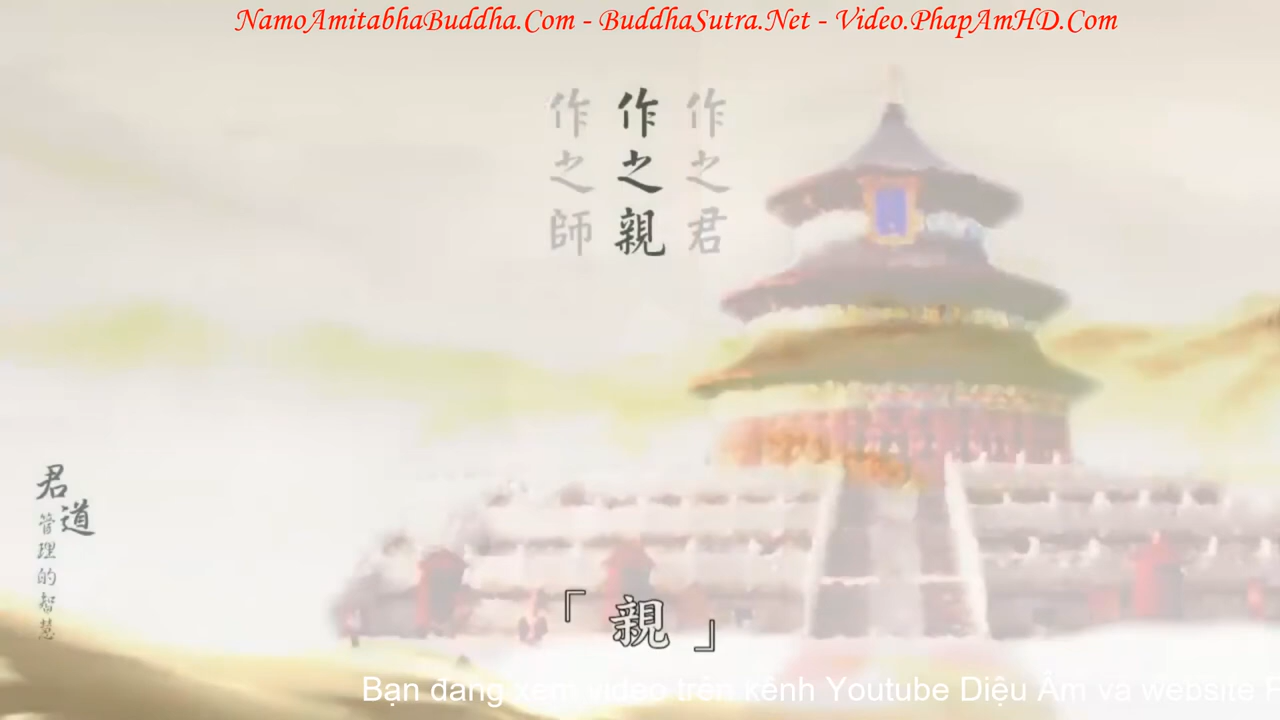 NamoAmitabhaBuddha.Com - BuddhaSutra.Net - Video.PhapAmHD.Com
作之君
作之親
作之師
君道
管理的智慧
「親」
Bạn đang xem video trên kênh Youtube Diệu Âm và website